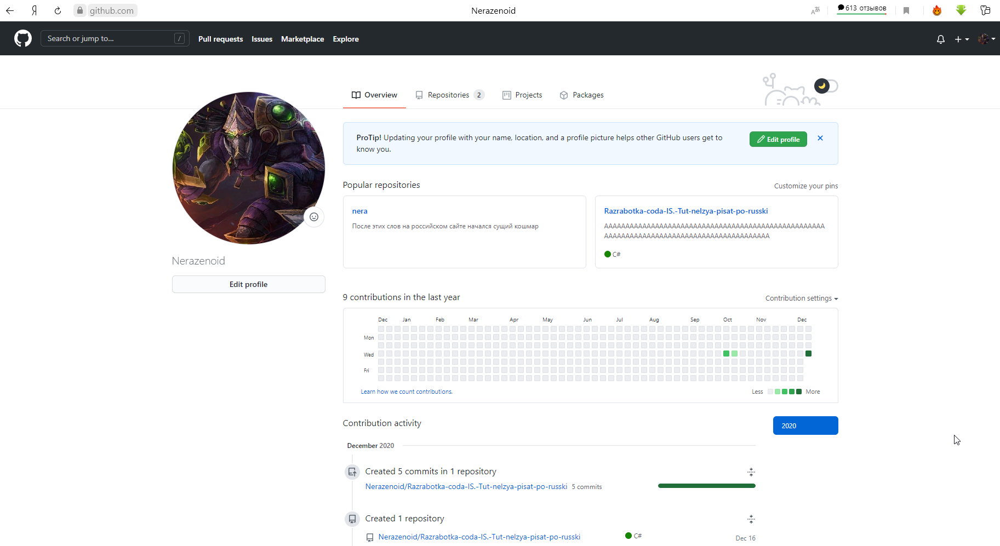 Я
github.com
Nerazenoid
613 отзывов
Search or jump to... /
Pull requests Issues Marketplace Explore
Overview Repositories 2 Projects Packages
ProTip! Updating your profile with your name, location, and a profile picture helps other GitHub users get to
know you.
Edit profile
Nerazenoid
Edit profile
Popular repositories
Customize your pins
nera
После этих слов на российском сайте начался сущий кошмар
Razrabotka-coda-IS.-Tut-nelzya-pisat-po-russki
АААААААААААААААААААААААААААААААААААААААААААААААААААА
ААААААААААААААААААААААААААААААААААААААА
C#
9 contributions in the last year
Contribution settings
Dec Jan Feb Mar Apr May Jun Jul Aug Sep Oct Nov Dec
Mon
Wed
Fri
Learn how we count contributions.
Less More
Contribution activity
2020
December 2020
Created 5 commits in 1 repository
Nerazenoid/Razrabotka-coda-IS.-Tut-nelzya-pisat-po-russki 5 commits
Created 1 repository
Nerazenoid/Razrabotka-coda-IS.-Tut-nelzya-pisat-po-russki C# Dec 16